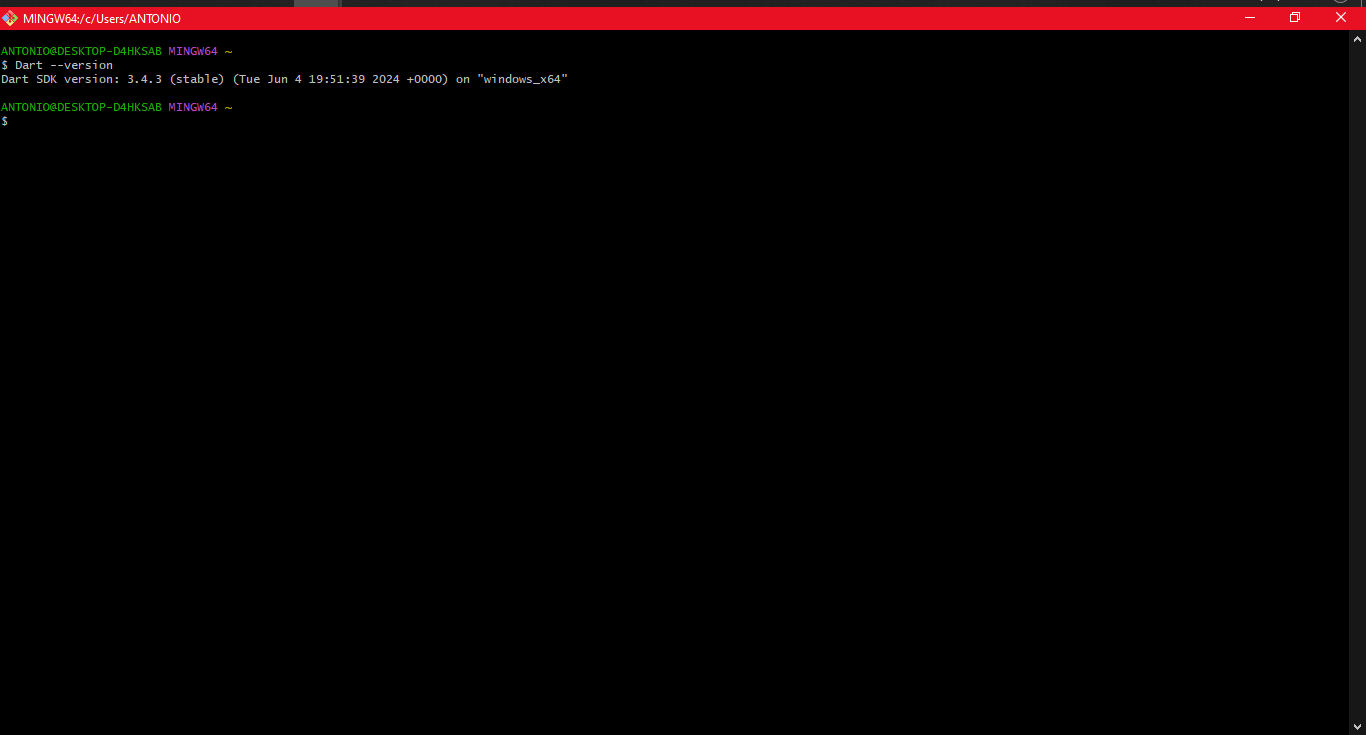 MINGW64:/c/Users/ANTONIO
ANTONIO@DESKTOP-D4HKSAB MINGW64 ~
$ Dart --version
Dart SDK version: 3.4.3 (stable) (Tue Jun 4 19:51:39 2024 +0000) on "windows_x64"
ANTONIO@DESKTOP-D4HKSAB MINGW64 ~
$